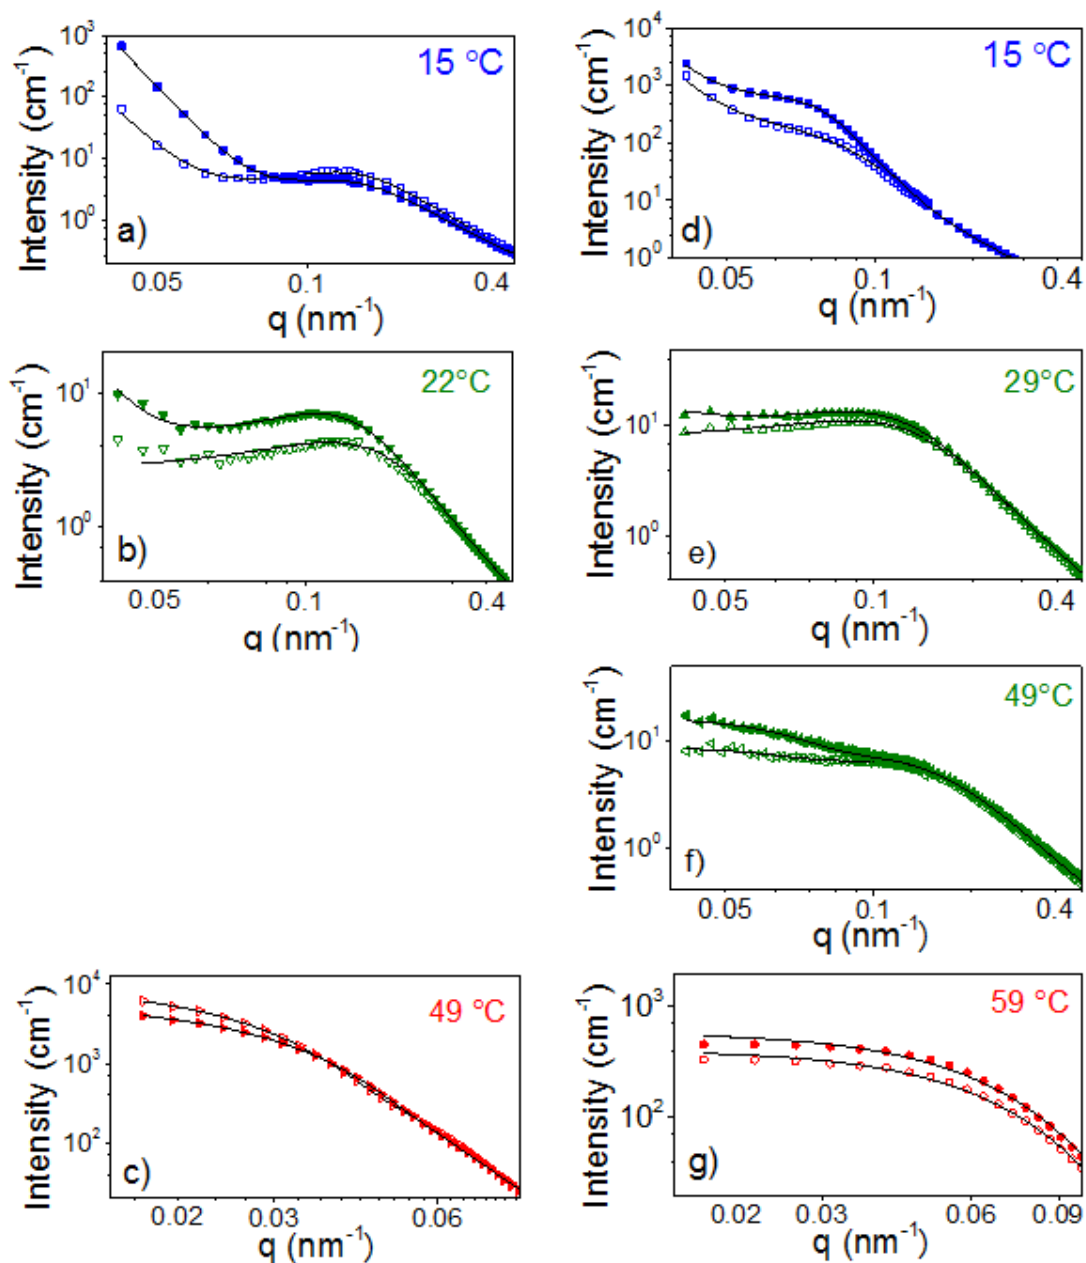 Intensity (cm⁻¹)
10³
10²
10¹
10⁰
15 °C
a)
0.05
0.1
0.4
q (nm⁻¹)
Intensity (cm⁻¹)
10⁴
10³
10²
10¹
10⁰
15 °C
d)
0.05
0.1
0.4
q (nm⁻¹)
Intensity (cm⁻¹)
10¹
10⁰
22°C
b)
0.05
0.1
0.4
q (nm⁻¹)
Intensity (cm⁻¹)
10¹
10⁰
29°C
e)
0.05
0.1
0.4
q (nm⁻¹)
Intensity (cm⁻¹)
10¹
10⁰
49°C
f)
0.05
0.1
0.4
q (nm⁻¹)
Intensity (cm⁻¹)
10⁴
10³
10²
49 °C
c)
0.02
0.03
0.06
q (nm⁻¹)
Intensity (cm⁻¹)
10³
10²
59 °C
g)
0.02
0.03
0.06
0.09
q (nm⁻¹)